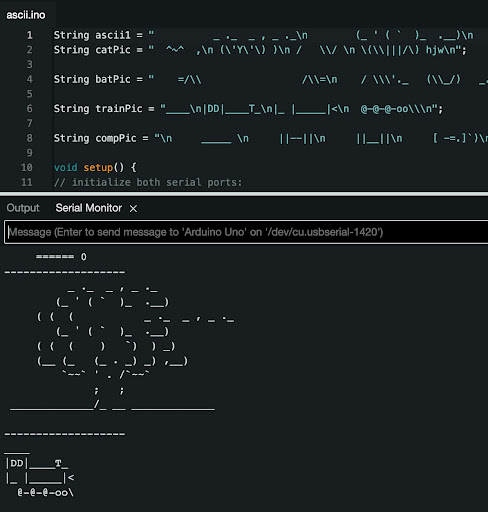 ascii.ino
1 String ascii1 = "         _ ._  _ , _ ._\n        (_ ' ( `  )_  .__)\n
2 String catPic = "  ^~^  ,\n (\'Y\'\) )\n /   \\/ \n (\\|||/\) hjw\n";
3
4 String batPic = "    =/\\                 /\\=\n    / \\\'._   (\\_/)   _.
5
6 String trainPic = "____\n|DD|____T_\n|_ |_____|<\n  @-@-@-oo\\\n";
7
8 String compPic = "\n     _____ \n     ||--||\n     ||__||\n     [ -=.]`)\n
9
10 void setup() {
11 // initialize both serial ports:
Output Serial Monitor ×
Message (Enter to send message to 'Arduino Uno' on '/dev/cu.usbserial-1420')
     ====== 0
-------------------
          _ ._  _ , _ ._
        (_ ' ( `  )_  .__)
     ( (  (           _ ._  _ , _ ._
        (_ ' ( `  )_  .__)
     ( (  (    )   `)  ) _)
     (__ (_   (_ . _) _) ,__)
         `~~`\ ' . /`~~`
              ;   ;
 _____________/_ __ _____________
-------------------
____
|DD|____T_
|_ |_____|<
  @-@-@-oo\